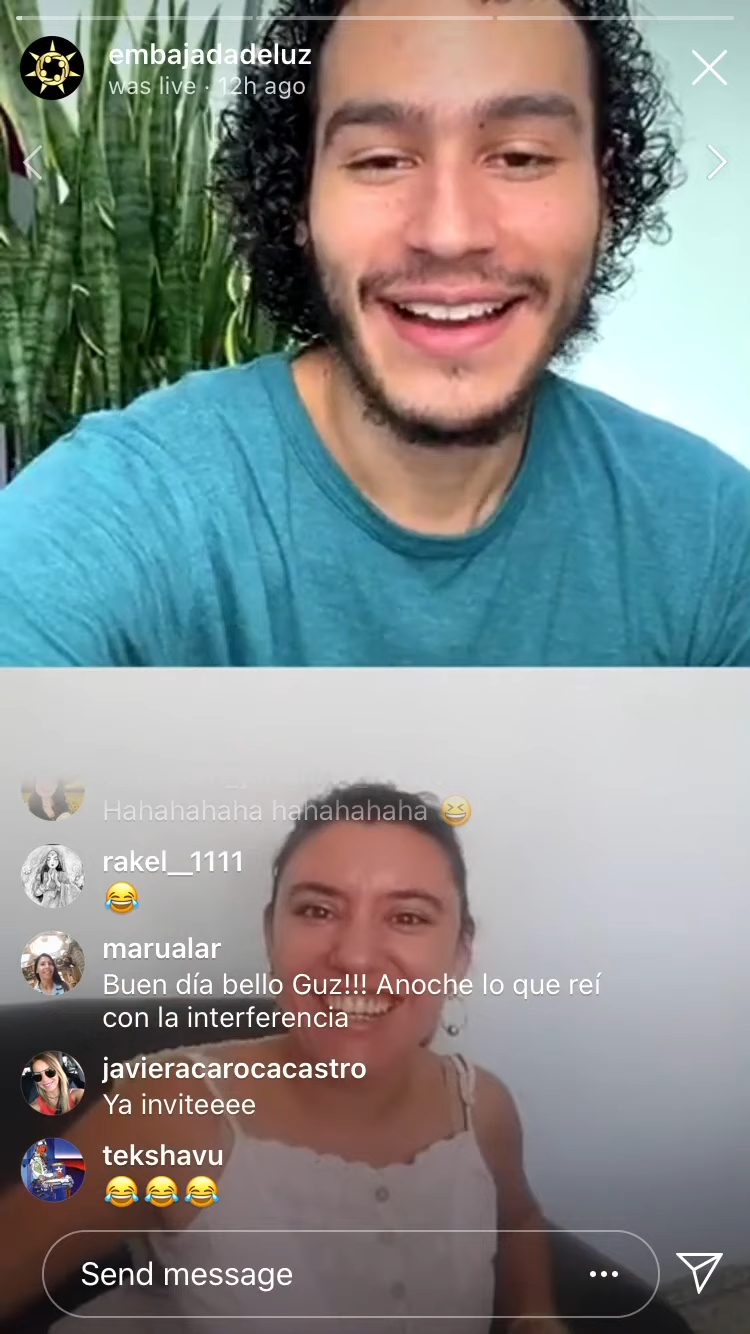 embajadadeluz
was live · 12h ago
Hahahahaha hahahahaha 😆
rakel__1111
😂
marualar
Buen día bello Guz!!! Anoche lo que reí
con la interferencia
javieracarocacastro
Ya inviteeee
tekshavu
😂😂😂
Send message